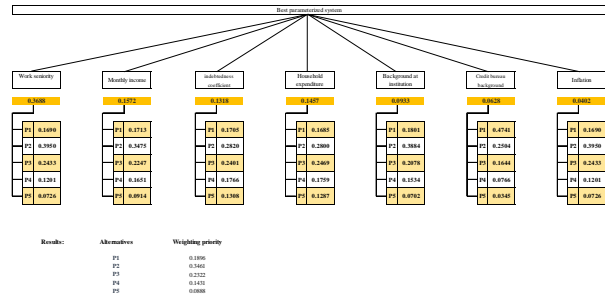 Best parameterized system
Work seniority Monthly income indebtedness coefficient Household expenditure Background at institution Credit bureau background Inflation
0.3688 0.1572 0.1318 0.1457 0.0933 0.0628 0.0402
P1 0.1690 P1 0.1713 P1 0.1705 P1 0.1685 P1 0.1801 P1 0.4741 P1 0.1690
P2 0.3950 P2 0.3475 P2 0.2820 P2 0.2800 P2 0.3884 P2 0.2504 P2 0.3950
P3 0.2433 P3 0.2247 P3 0.2401 P3 0.2469 P3 0.2078 P3 0.1644 P3 0.2433
P4 0.1201 P4 0.1651 P4 0.1766 P4 0.1759 P4 0.1534 P4 0.0766 P4 0.1201
P5 0.0726 P5 0.0914 P5 0.1308 P5 0.1287 P5 0.0702 P5 0.0345 P5 0.0726
Results: Alternatives Weighting priority
P1 0.1896
P2 0.3461
P3 0.2322
P4 0.1431
P5 0.0888